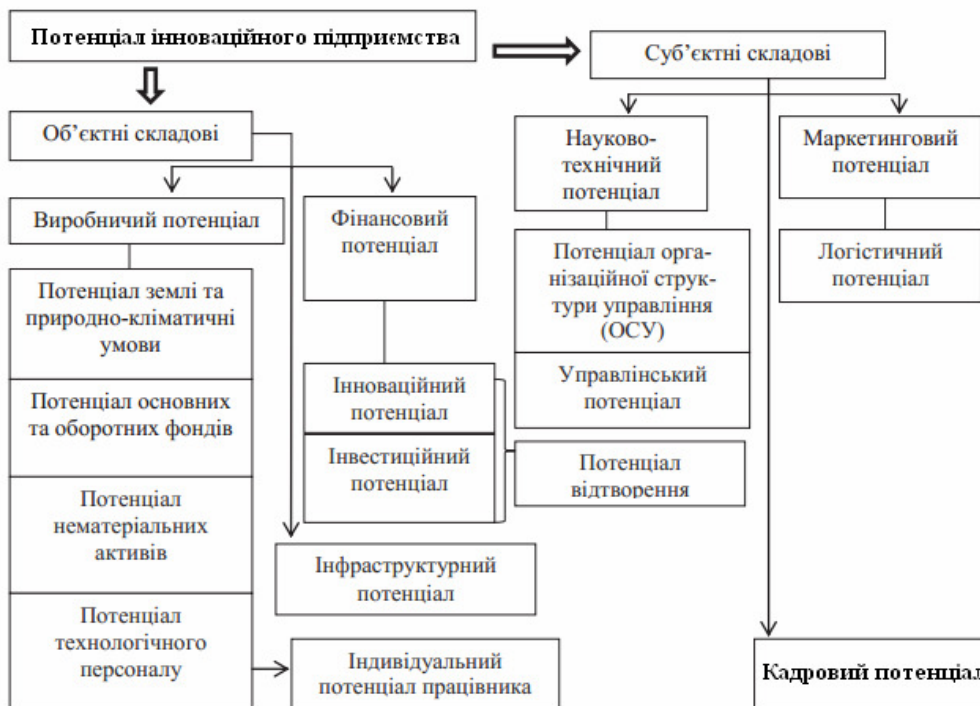 Потенціал інноваційного підприємства
Суб’єктні складові
Об’єктні складові
Науково-
технічний
потенціал
Маркетинговий
потенціал
Виробничий потенціал
Фінансовий
потенціал
Потенціал орга-
нізаційної струк-
тури управління
(ОСУ)
Логістичний
потенціал
Потенціал землі та
природно-кліматичні
умови
Інноваційний
потенціал
Управлінський
потенціал
Потенціал основних
та оборотних фондів
Інвестиційний
потенціал
Потенціал
відтворення
Потенціал
нематеріальних
активів
Інфраструктурний
потенціал
Потенціал
технологічного
персоналу
Індивідуальний
потенціал працівника
Кадровий потенціал